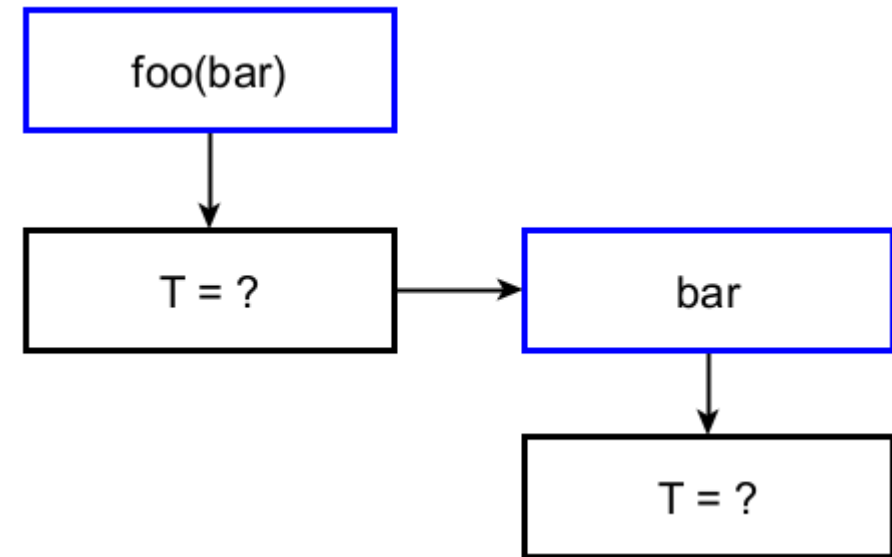 foo(bar)
T = ?
bar
T = ?